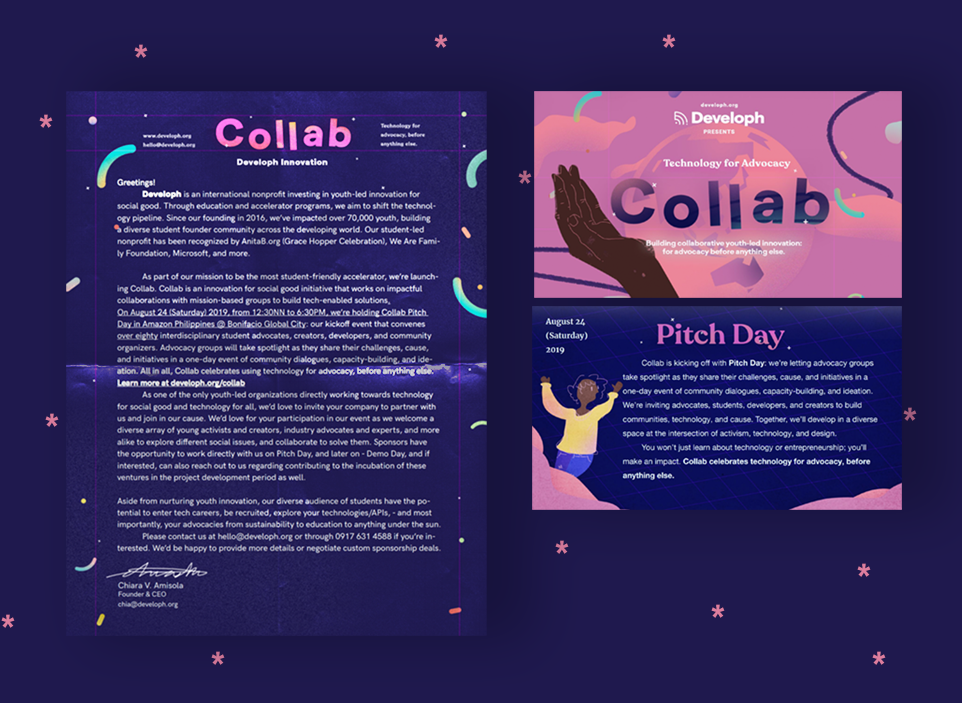 www.developh.org
hello@developh.org
Collab
Technology for
advocacy, before
anything else.
Developh Innovation
Greetings!
Developh is an international nonprofit investing in youth-led innovation for
social good. Through education and accelerator programs, we aim to shift the technol-
ogy pipeline. Since our founding in 2016, we've impacted over 70,000 youth, building
a diverse student founder community across the developing world. Our student-led
nonprofit has been recognized by AnitaB.org (Grace Hopper Celebration), We Are Fami-
ly Foundation, Microsoft, and more.
As part of our mission to be the most student-friendly accelerator, we're launch-
ing Collab. Collab is an innovation for social good initiative that works on impactful
collaborations with mission-based groups to build tech-enabled solutions.
On August 24 (Saturday) 2019, from 12:30NN to 6:30PM, we're holding Collab Pitch
Day in Amazon Philippines @ Bonifacio Global City: our kickoff event that convenes
over eighty interdisciplinary student advocates, creators, developers, and community
organizers. Advocacy groups will take spotlight as they share their challenges, cause,
and initiatives in a one-day event of community dialogues, capacity-building, and ide-
ation. All in all, Collab celebrates using technology for advocacy, before anything else.
Learn more at developh.org/collab
As one of the only youth-led organizations directly working towards technology
for social good and technology for all, we'd love to invite your company to partner with
us and join in our cause. We'd love for your participation in our event as we welcome a
diverse array of young activists and creators, industry advocates and experts, and more
alike to explore different social issues, and collaborate to solve them. Sponsors have
the opportunity to work directly with us on Pitch Day, and later on - Demo Day, and if
interested, can also reach out to us regarding contributing to the incubation of these
ventures in the project development period as well.
Aside from nurturing youth innovation, our diverse audience of students have the po-
tential to enter tech careers, be recruited, explore your technologies/APIs, - and most
importantly, your advocacies from sustainability to education to anything under the sun.
Please contact us at hello@developh.org or through 0917 631 4588 if you're in-
terested. We'd be happy to provide more details or negotiate custom sponsorship deals.
Chiara V. Amisola
Founder & CEO
chia@developh.org
developh.org
Developh
PRESENTS
Technology for Advocacy
Collab
Building collaborative youth-led innovation:
for advocacy before anything else.
August 24
(Saturday)
2019
Pitch Day
Collab is kicking off with Pitch Day: we're letting advocacy groups
take spotlight as they share their challenges, cause, and initiatives in a
one-day event of community dialogues, capacity-building, and ideation.
We're inviting advocates, students, developers, and creators to build
communities, technology, and cause. Together, we'll develop in a diverse
space at the intersection of activism, technology, and design.
You won't just learn about technology or entrepreneurship; you'll
make an impact. Collab celebrates technology for advocacy, before
anything else.